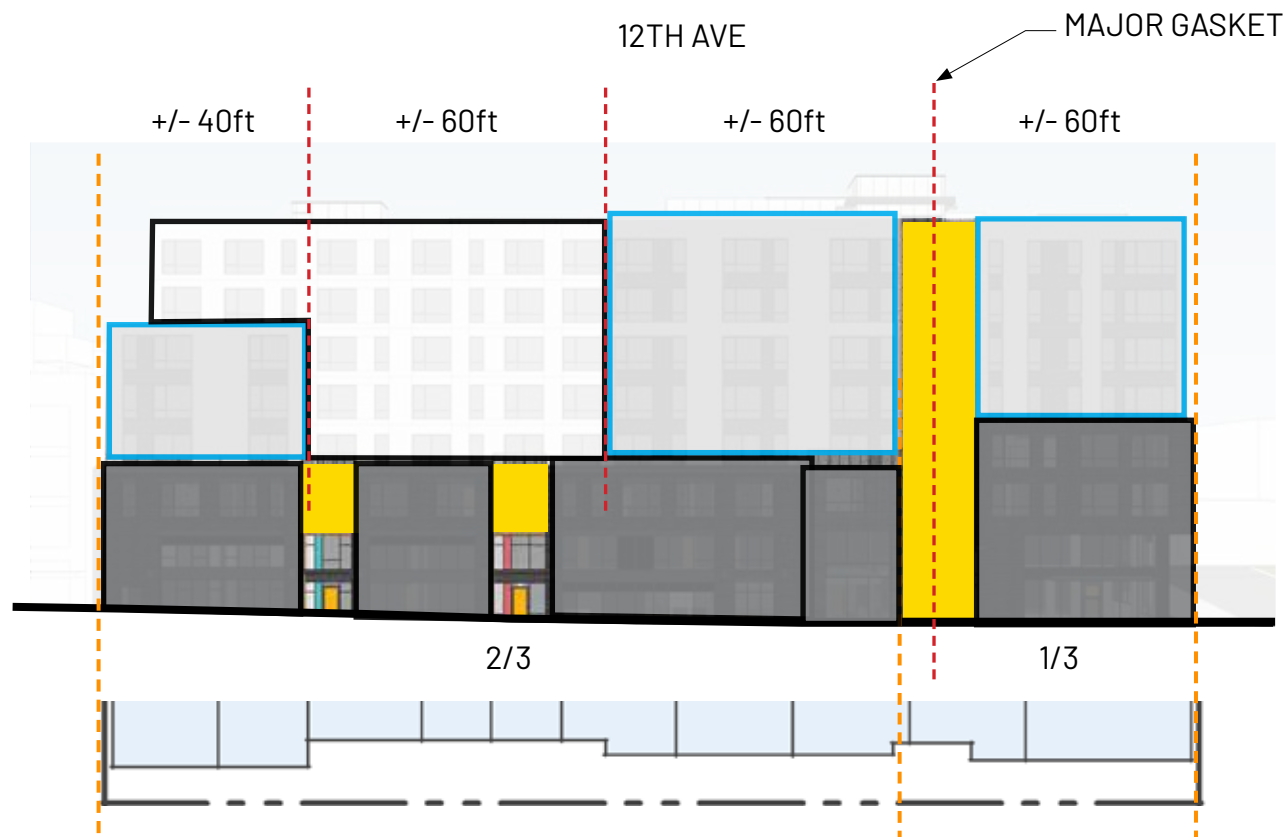 12TH AVE
MAJOR GASKET
+/- 40ft
+/- 60ft
+/- 60ft
+/- 60ft
2/3
1/3